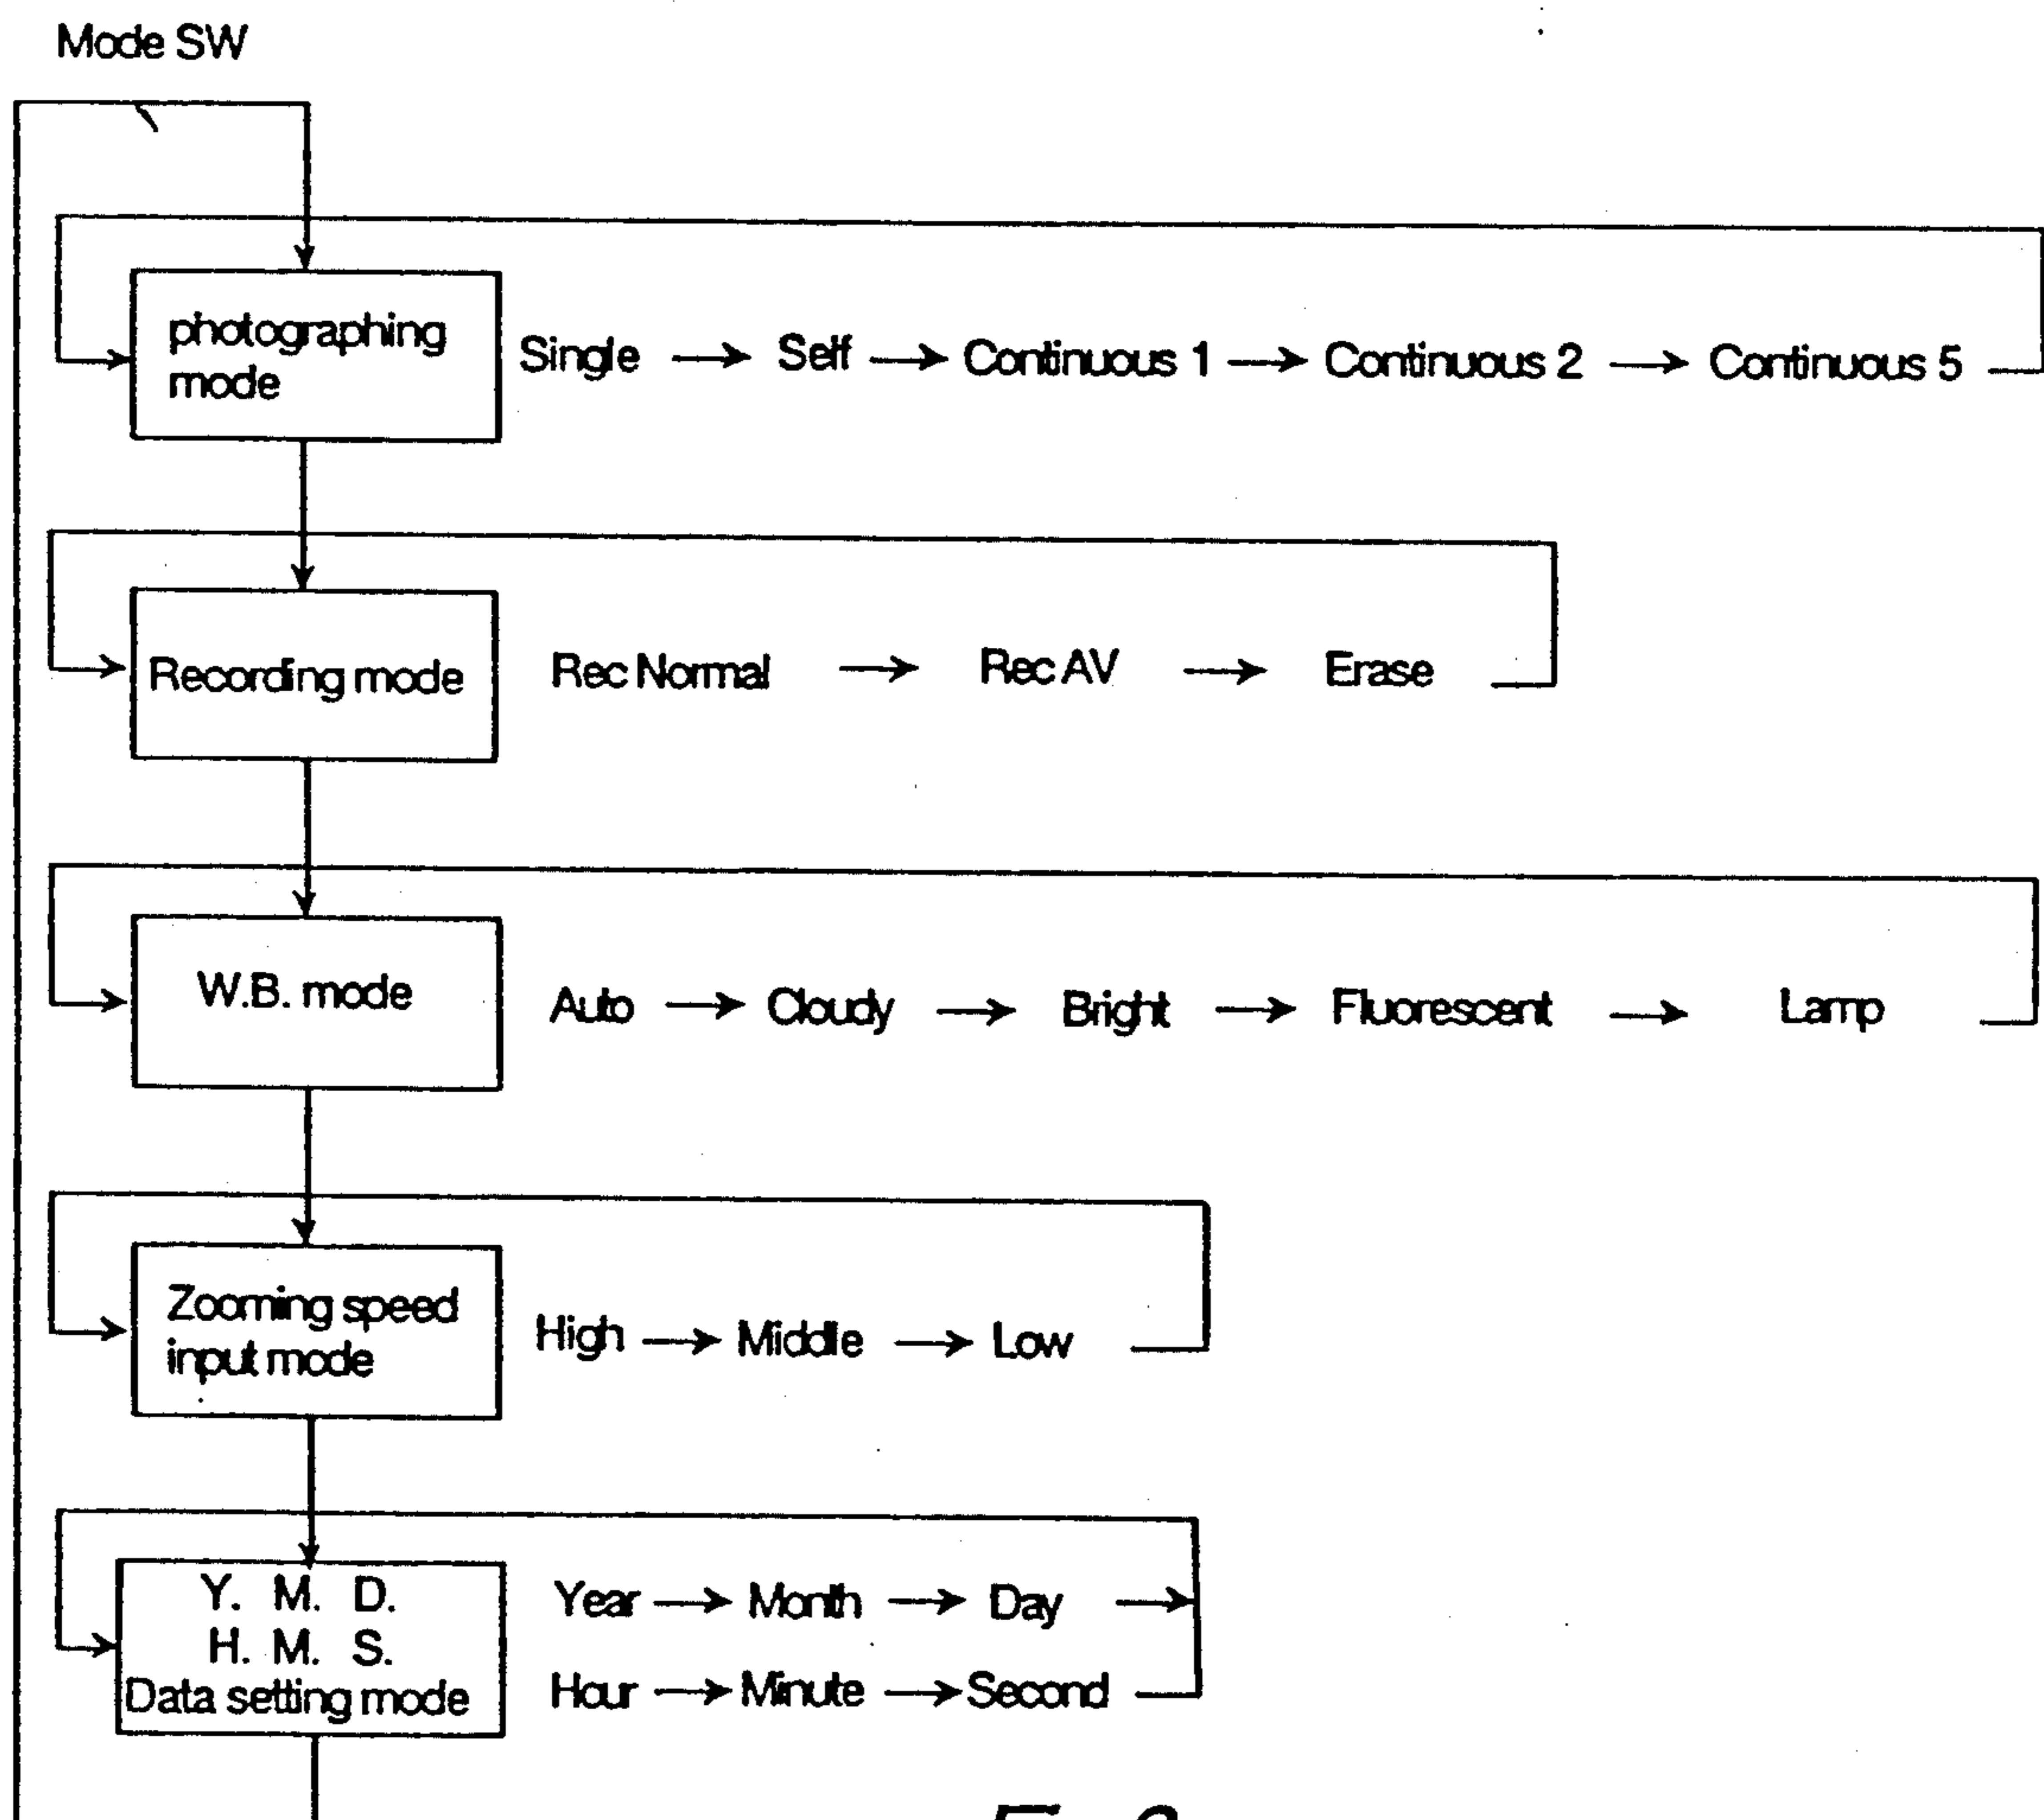 Mode SW
photographing
mode
Single → Self → Continuous 1 → Continuous 2 → Continuous 5
Recording mode
Rec Normal → Rec AV → Erase
W.B. mode
Auto → Cloudy → Bright → Fluorescent → Lamp
Zooming speed
input mode
High → Middle → Low
Y. M. D.
H. M. S.
Data setting mode
Year → Month → Day →
Hour → Minute → Second